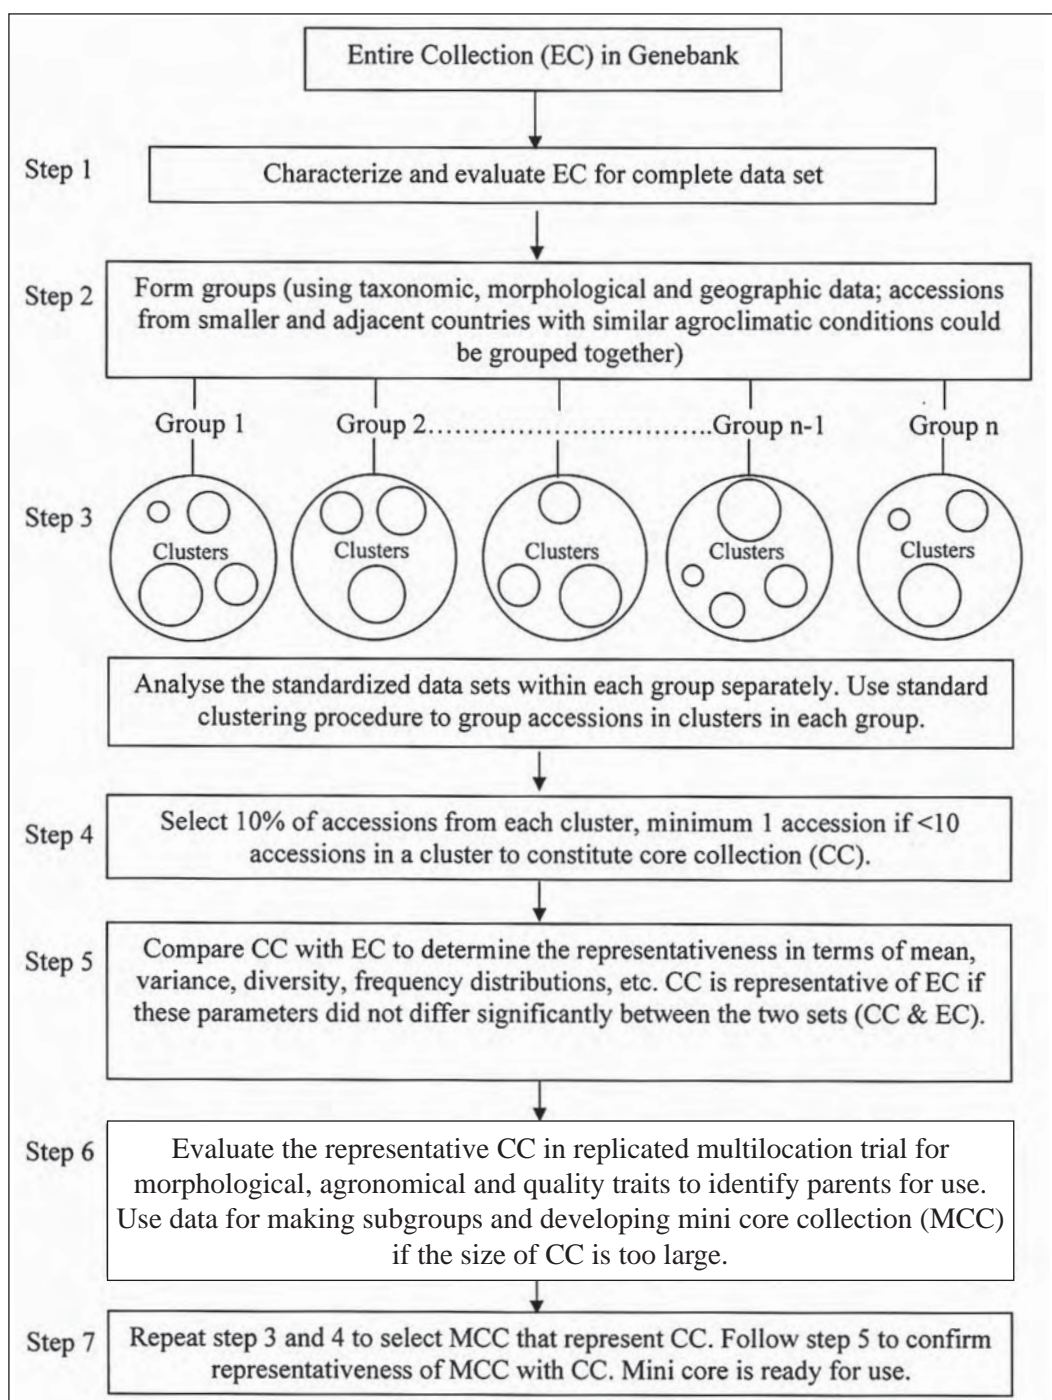 Entire Collection (EC) in Genebank
Step 1
Characterize and evaluate EC for complete data set
Step 2
Form groups (using taxonomic, morphological and geographic data; accessions
from smaller and adjacent countries with similar agroclimatic conditions could
be grouped together)
Group 1 Group 2................................Group n-1 Group n
Step 3
Clusters Clusters Clusters Clusters Clusters
Analyse the standardized data sets within each group separately. Use standard
clustering procedure to group accessions in clusters in each group.
Step 4
Select 10% of accessions from each cluster, minimum 1 accession if <10
accessions in a cluster to constitute core collection (CC).
Step 5
Compare CC with EC to determine the representativeness in terms of mean,
variance, diversity, frequency distributions, etc. CC is representative of EC if
these parameters did not differ significantly between the two sets (CC & EC).
Step 6
Evaluate the representative CC in replicated multilocation trial for
morphological, agronomical and quality traits to identify parents for use.
Use data for making subgroups and developing mini core collection (MCC)
if the size of CC is too large.
Step 7
Repeat step 3 and 4 to select MCC that represent CC. Follow step 5 to confirm
representativeness of MCC with CC. Mini core is ready for use.